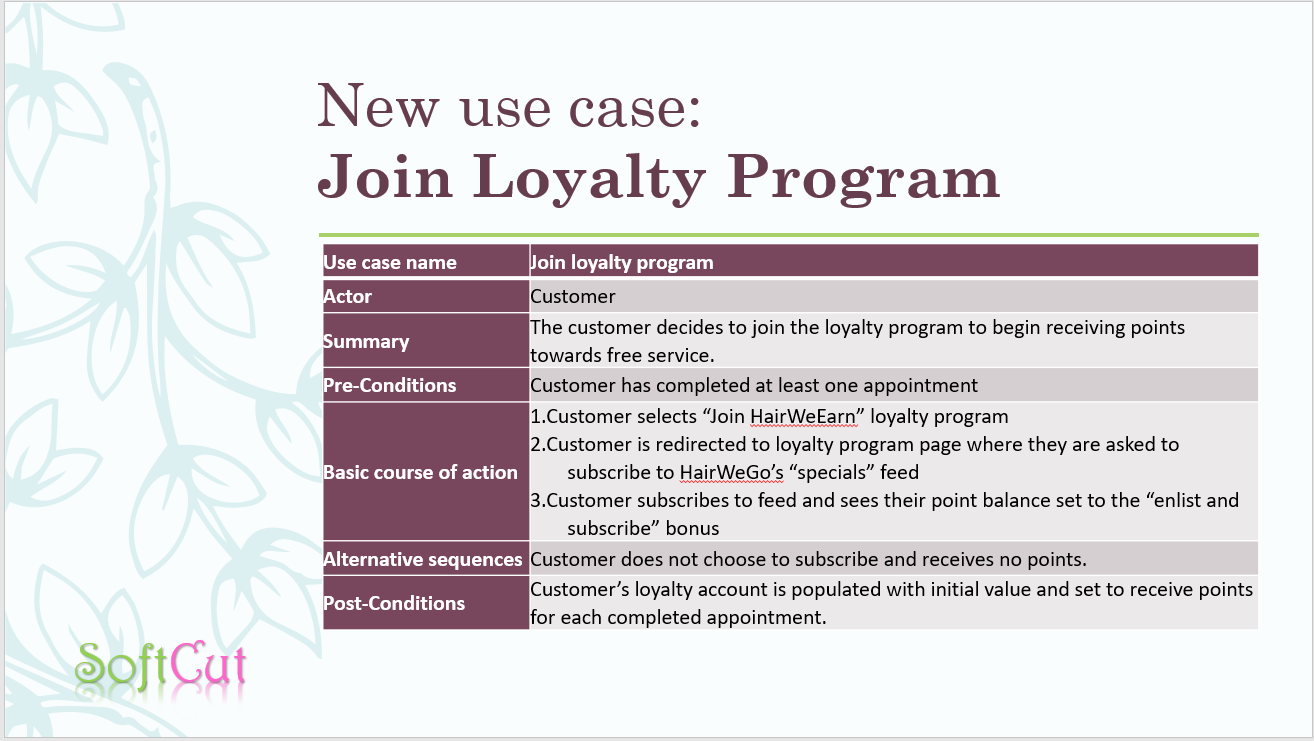 New use case:
Join Loyalty Program
Use case name Join loyalty program
Actor Customer
Summary The customer decides to join the loyalty program to begin receiving points
towards free service.
Pre-Conditions Customer has completed at least one appointment
Basic course of action
1.Customer selects “Join HairWeEarn” loyalty program
2.Customer is redirected to loyalty program page where they are asked to
subscribe to HairWeGo’s “specials” feed
3.Customer subscribes to feed and sees their point balance set to the “enlist and
subscribe” bonus
Alternative sequences Customer does not choose to subscribe and receives no points.
Post-Conditions Customer’s loyalty account is populated with initial value and set to receive points
for each completed appointment.
SoftCut